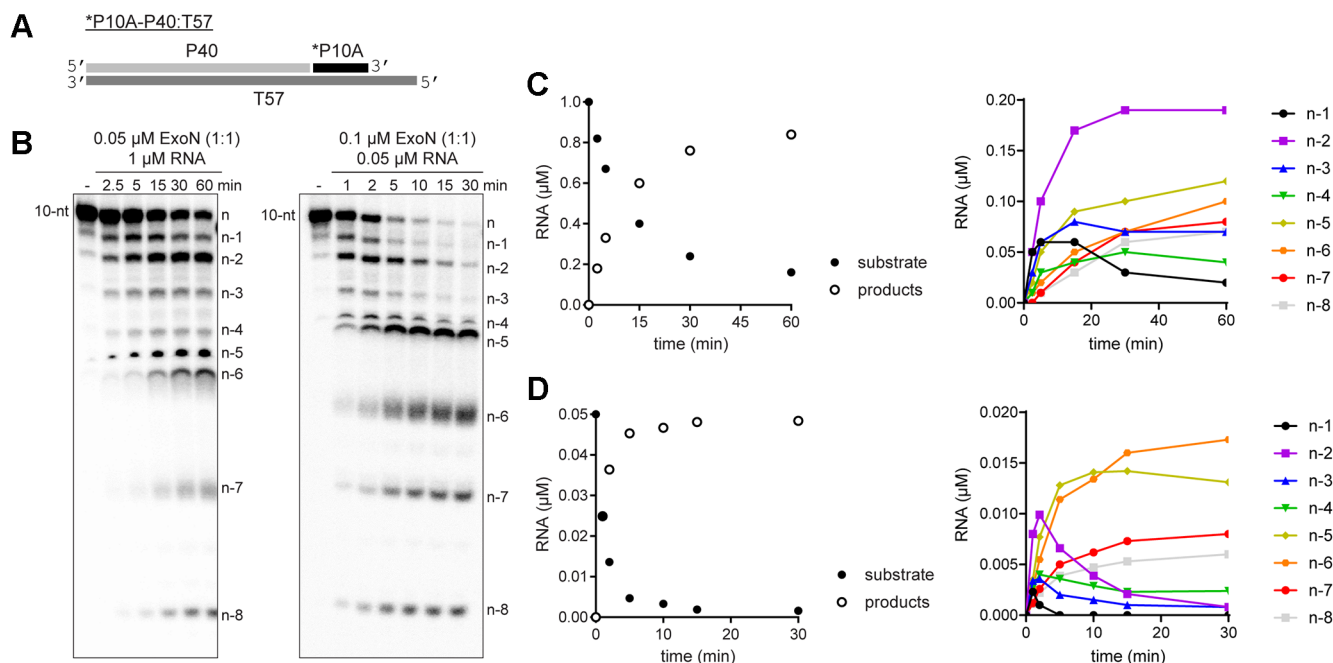 A
*P10A-P40:T57
P40 *P10A
5′ 3′
3′ 5′
T57
B
0.05 µM ExoN (1:1)
1 µM RNA
- 2.5 5 15 30 60 min
10-nt
n
n-1
n-2
n-3
n-4
n-5
n-6
n-7
n-8
0.1 µM ExoN (1:1)
0.05 µM RNA
- 1 2 5 10 15 30 min
10-nt
n
n-1
n-2
n-3
n-4
n-5
n-6
n-7
n-8
C
RNA (µM)
1.0
0.8
0.6
0.4
0.2
0.0
0 15 30 45 60
time (min)
substrate
products
RNA (µM)
0.20
0.15
0.10
0.05
0.00
0 20 40 60
time (min)
n-1
n-2
n-3
n-4
n-5
n-6
n-7
n-8
D
RNA (µM)
0.05
0.04
0.03
0.02
0.01
0.00
0 10 20 30
time (min)
substrate
products
RNA (µM)
0.020
0.015
0.010
0.005
0.000
0 10 20 30
time (min)
n-1
n-2
n-3
n-4
n-5
n-6
n-7
n-8